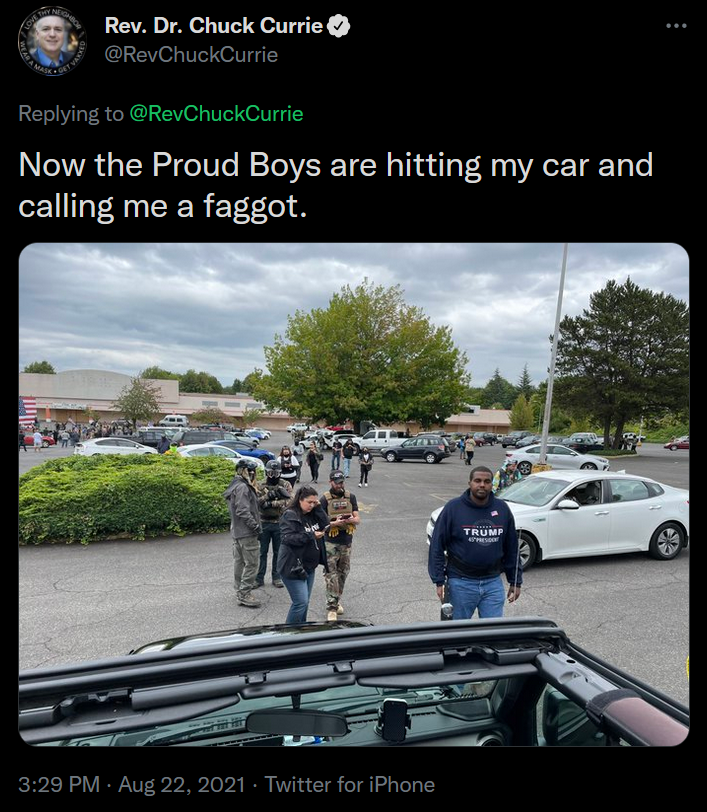 LOVE THY NEIGHBOR
WEAR A MASK • GET VAXXED
Rev. Dr. Chuck Currie
@RevChuckCurrie
Replying to @RevChuckCurrie
Now the Proud Boys are hitting my car and
calling me a faggot.
TRUMP
45TH PRESIDENT
3:29 PM · Aug 22, 2021 · Twitter for iPhone